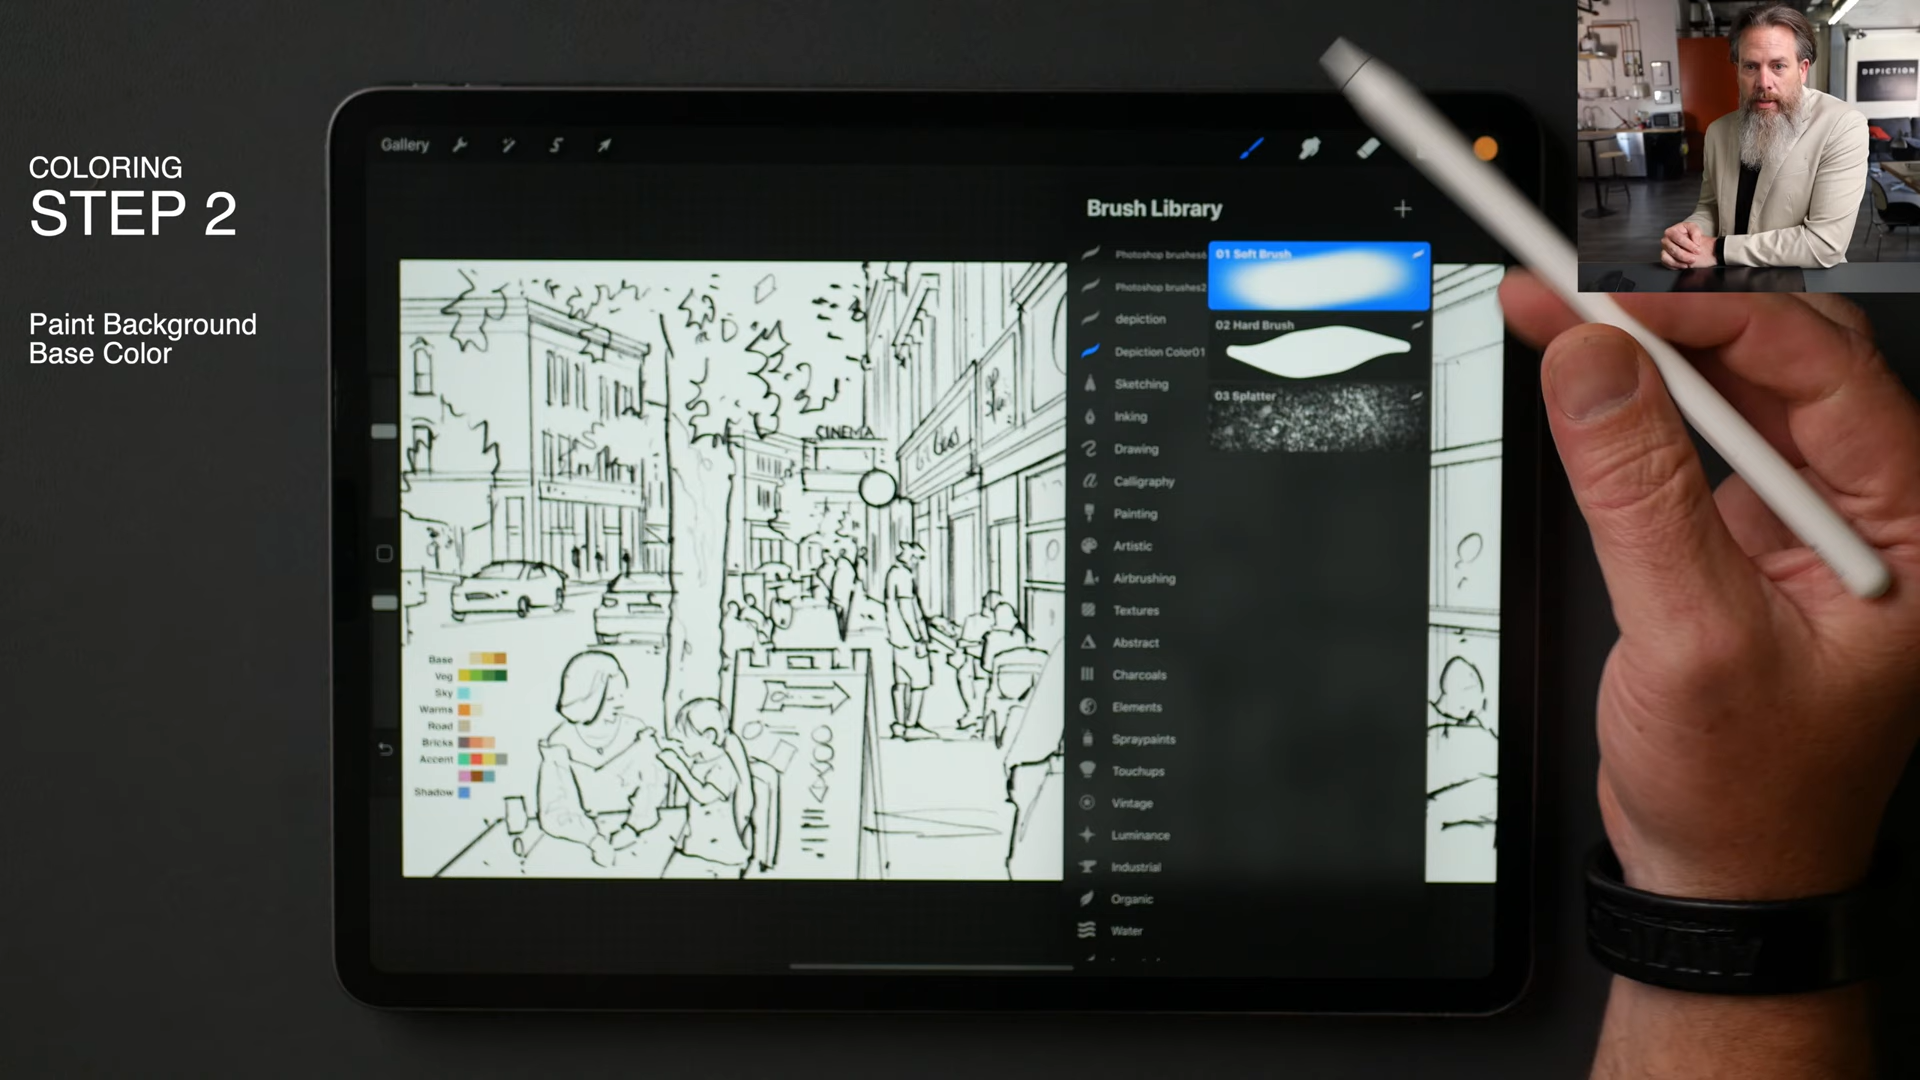 COLORING
STEP 2
Paint Background
Base Color
Gallery
Brush Library
Photoshop brushes6
Photoshop brushes2
depiction
Depiction Color01
Sketching
Inking
Drawing
Calligraphy
Painting
Artistic
Airbrushing
Textures
Abstract
Charcoals
Elements
Spraypaints
Touchups
Vintage
Luminance
Industrial
Organic
Water
01 Soft Brush
02 Hard Brush
03 Splatter
CINEMA
Base
Veg
Sky
Warms
Road
Bricks
Accent
Shadow
DEPICTION